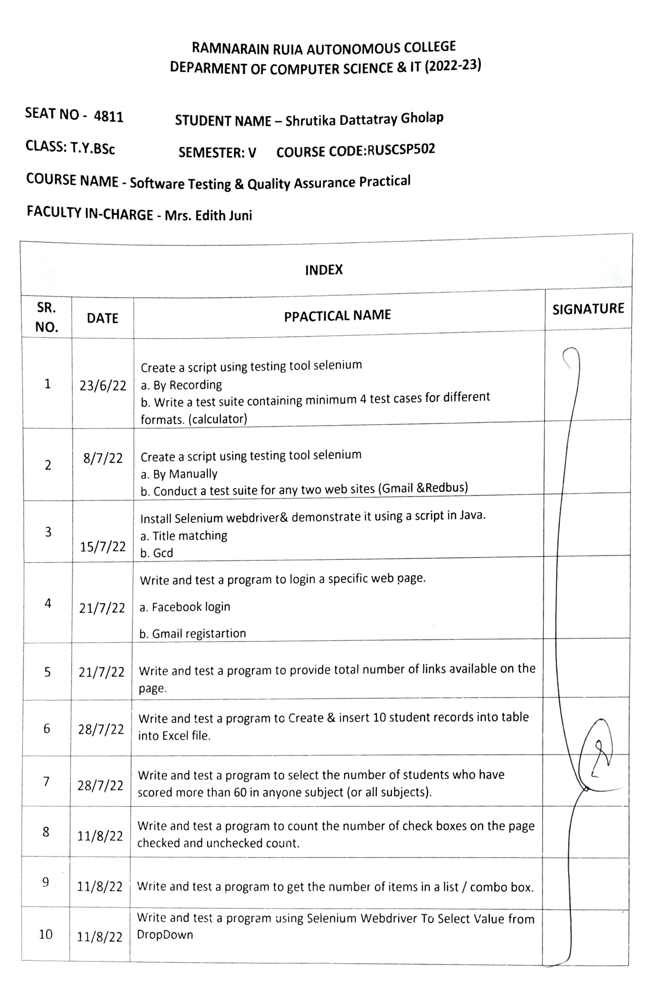 RAMNARAIN RUIA AUTONOMOUS COLLEGE
DEPARMENT OF COMPUTER SCIENCE & IT (2022-23)
SEAT NO - 4811 STUDENT NAME – Shrutika Dattatray Gholap
CLASS: T.Y.BSc SEMESTER: V COURSE CODE:RUSCSP502
COURSE NAME - Software Testing & Quality Assurance Practical
FACULTY IN-CHARGE - Mrs. Edith Juni
INDEX
SR. NO. DATE PPACTICAL NAME SIGNATURE
1 23/6/22 Create a script using testing tool selenium
a. By Recording
b. Write a test suite containing minimum 4 test cases for different
formats. (calculator)
2 8/7/22 Create a script using testing tool selenium
a. By Manually
b. Conduct a test suite for any two web sites (Gmail &Redbus)
3 15/7/22 Install Selenium webdriver& demonstrate it using a script in Java.
a. Title matching
b. Gcd
4 21/7/22 Write and test a program to login a specific web page.
a. Facebook login
b. Gmail registartion
5 21/7/22 Write and test a program to provide total number of links available on the
page.
6 28/7/22 Write and test a program to Create & insert 10 student records into table
into Excel file.
7 28/7/22 Write and test a program to select the number of students who have
scored more than 60 in anyone subject (or all subjects).
8 11/8/22 Write and test a program to count the number of check boxes on the page
checked and unchecked count.
9 11/8/22 Write and test a program to get the number of items in a list / combo box.
10 11/8/22 Write and test a program using Selenium Webdriver To Select Value from
DropDown